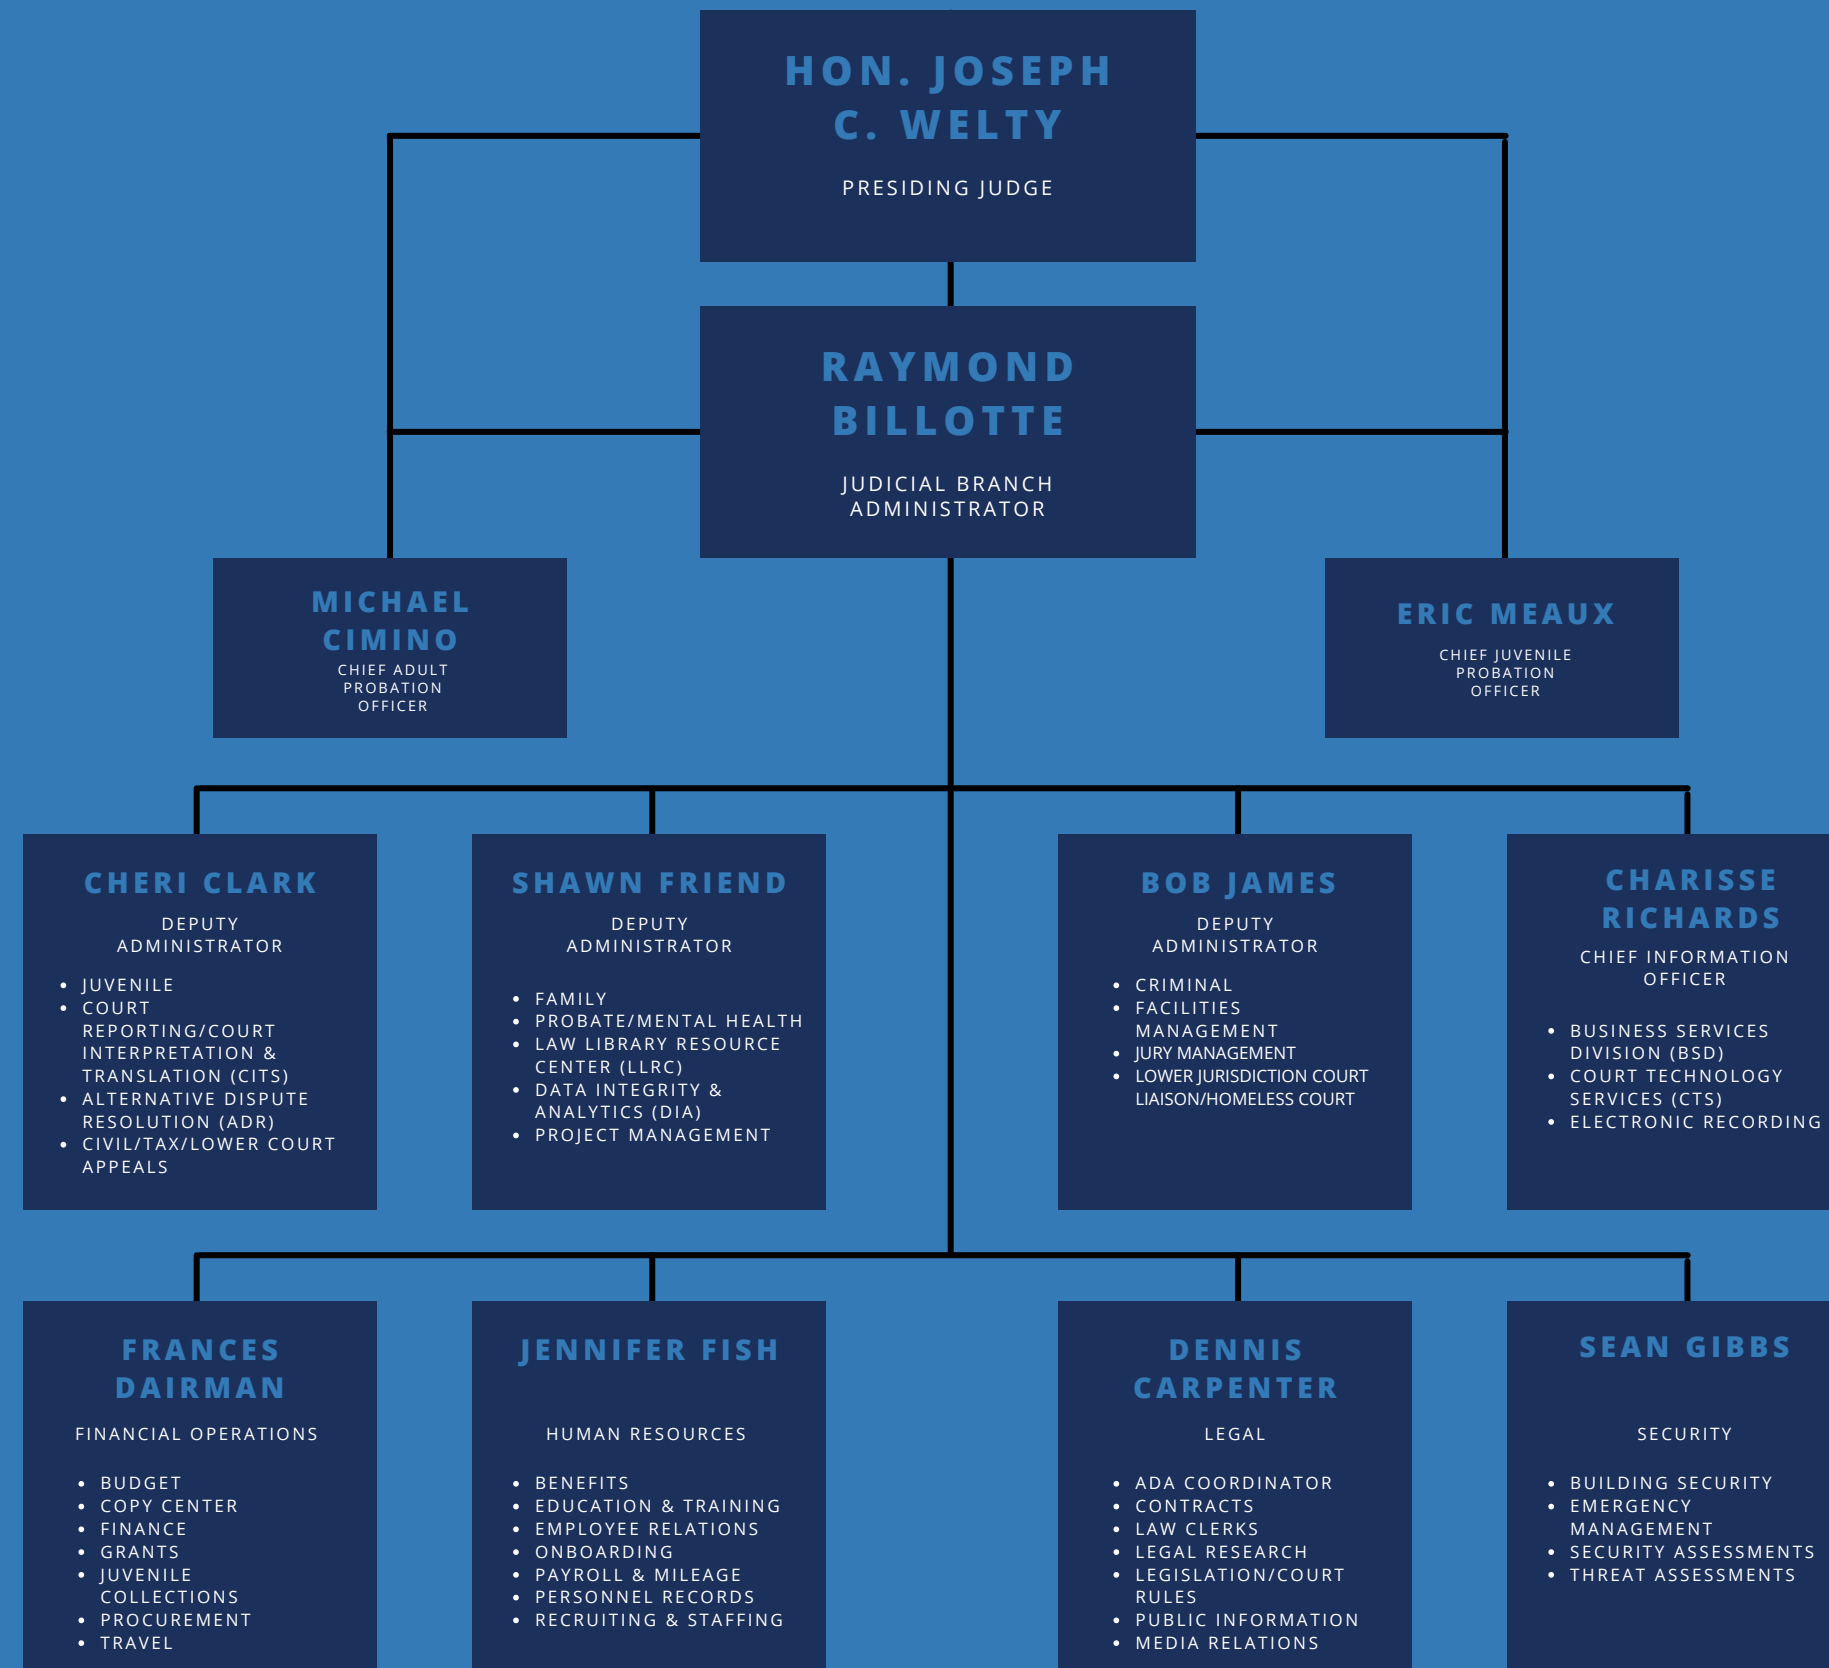 HON. JOSEPH
C. WELTY
PRESIDING JUDGE
RAYMOND
BILLOTTE
JUDICIAL BRANCH
ADMINISTRATOR
MICHAEL
CIMINO
CHIEF ADULT
PROBATION
OFFICER
ERIC MEAUX
CHIEF JUVENILE
PROBATION
OFFICER
CHERI CLARK
DEPUTY
ADMINISTRATOR
• JUVENILE
• COURT
REPORTING/COURT
INTERPRETATION &
TRANSLATION (CITS)
• ALTERNATIVE DISPUTE
RESOLUTION (ADR)
• CIVIL/TAX/LOWER COURT
APPEALS
SHAWN FRIEND
DEPUTY
ADMINISTRATOR
• FAMILY
• PROBATE/MENTAL HEALTH
• LAW LIBRARY RESOURCE
CENTER (LLRC)
• DATA INTEGRITY &
ANALYTICS (DIA)
• PROJECT MANAGEMENT
BOB JAMES
DEPUTY
ADMINISTRATOR
• CRIMINAL
• FACILITIES
MANAGEMENT
• JURY MANAGEMENT
• LOWER JURISDICTION COURT
LIAISON/HOMELESS COURT
CHARISSE
RICHARDS
CHIEF INFORMATION
OFFICER
• BUSINESS SERVICES
DIVISION (BSD)
• COURT TECHNOLOGY
SERVICES (CTS)
• ELECTRONIC RECORDING
FRANCES
DAIRMAN
FINANCIAL OPERATIONS
• BUDGET
• COPY CENTER
• FINANCE
• GRANTS
• JUVENILE
COLLECTIONS
• PROCUREMENT
• TRAVEL
JENNIFER FISH
HUMAN RESOURCES
• BENEFITS
• EDUCATION & TRAINING
• EMPLOYEE RELATIONS
• ONBOARDING
• PAYROLL & MILEAGE
• PERSONNEL RECORDS
• RECRUITING & STAFFING
DENNIS
CARPENTER
LEGAL
• ADA COORDINATOR
• CONTRACTS
• LAW CLERKS
• LEGAL RESEARCH
• LEGISLATION/COURT
RULES
• PUBLIC INFORMATION
• MEDIA RELATIONS
SEAN GIBBS
SECURITY
• BUILDING SECURITY
• EMERGENCY
MANAGEMENT
• SECURITY ASSESSMENTS
• THREAT ASSESSMENTS